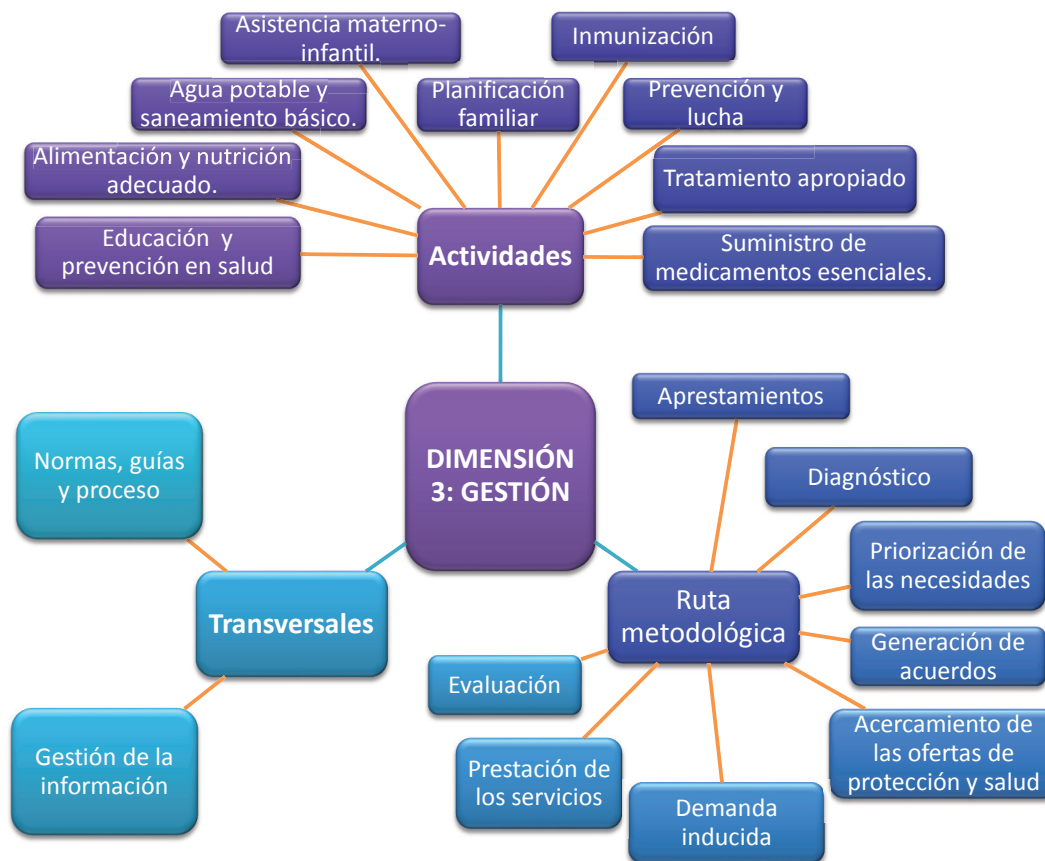 Asistencia materno-
infantil.
Inmunización
Agua potable y
saneamiento básico.
Planificación
familiar
Prevención y
lucha
Alimentación y nutrición
adecuado.
Tratamiento apropiado
Educación y
prevención en salud
Actividades
Suministro de
medicamentos esenciales.
DIMENSIÓN
3: GESTIÓN
Aprestamientos
Diagnóstico
Priorización de
las necesidades
Ruta
metodológica
Generación de
acuerdos
Acercamiento de
las ofertas de
protección y salud
Demanda
inducida
Prestación de
los servicios
Evaluación
Normas, guías
y proceso
Transversales
Gestión de la
información